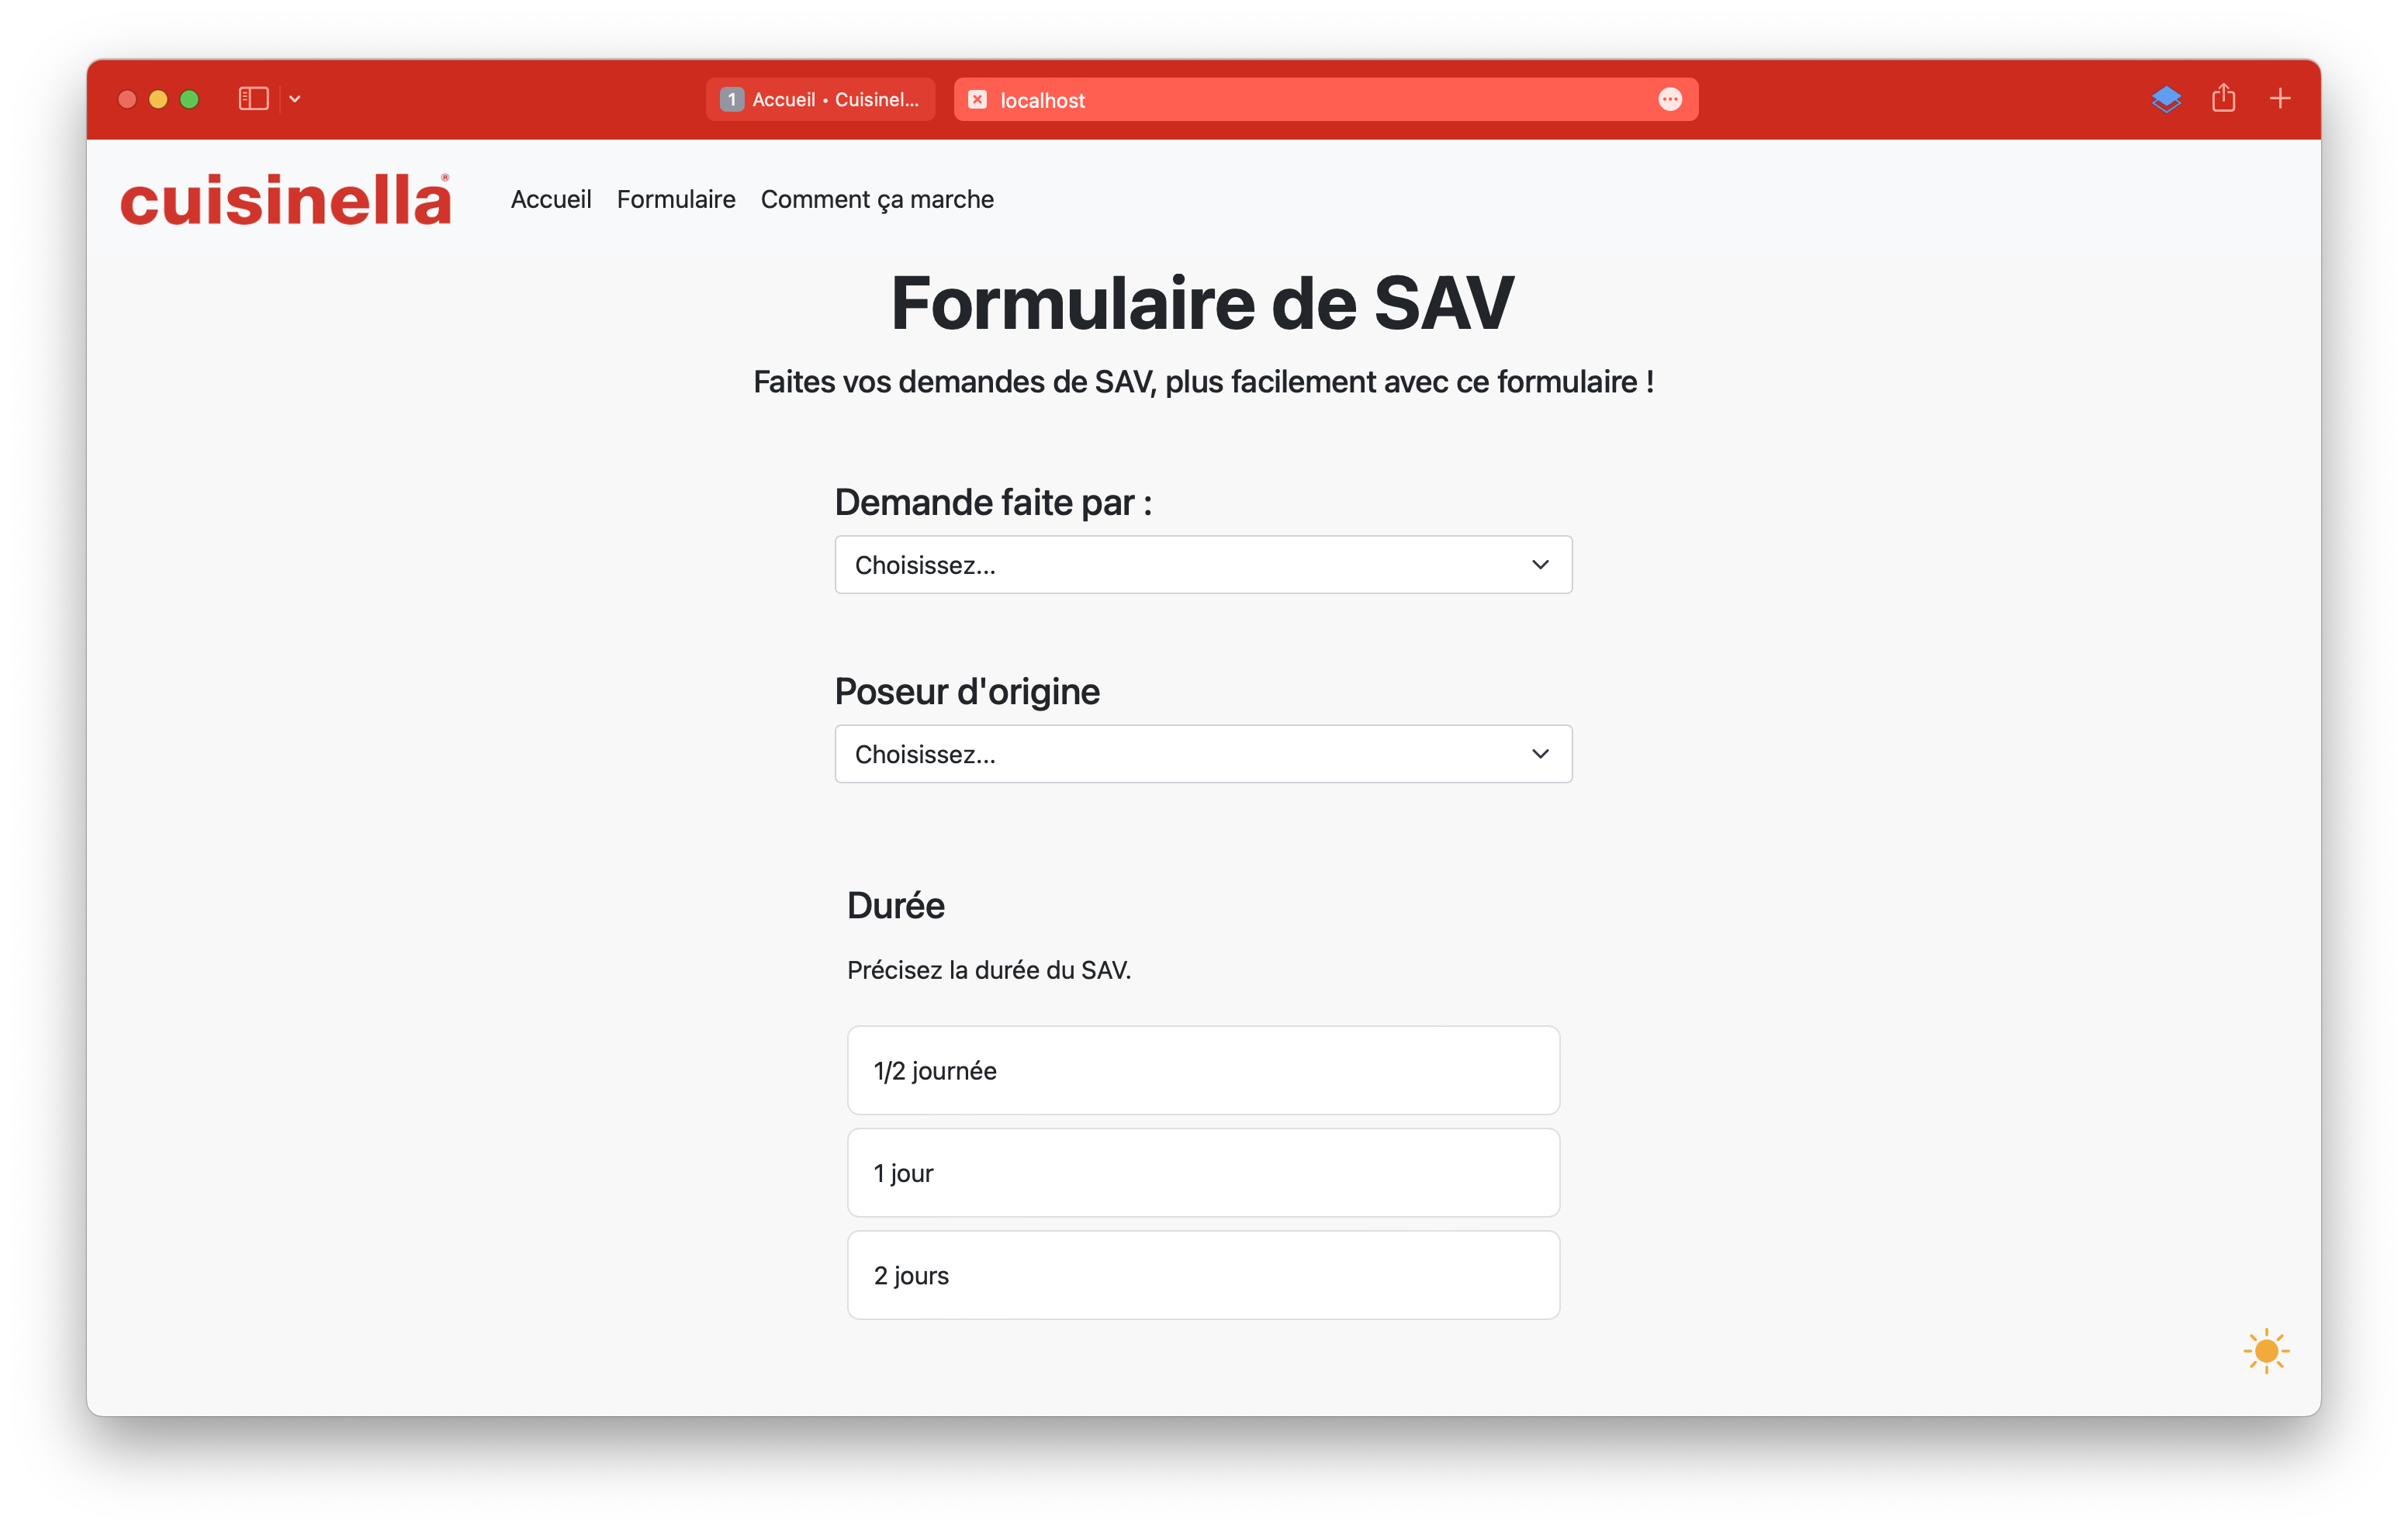 1 Accueil • Cuisinel... localhost
cuisinella® Accueil Formulaire Comment ça marche
Formulaire de SAV
Faites vos demandes de SAV, plus facilement avec ce formulaire !
Demande faite par :
Choisissez...
Poseur d'origine
Choisissez...
Durée
Précisez la durée du SAV.
1/2 journée
1 jour
2 jours